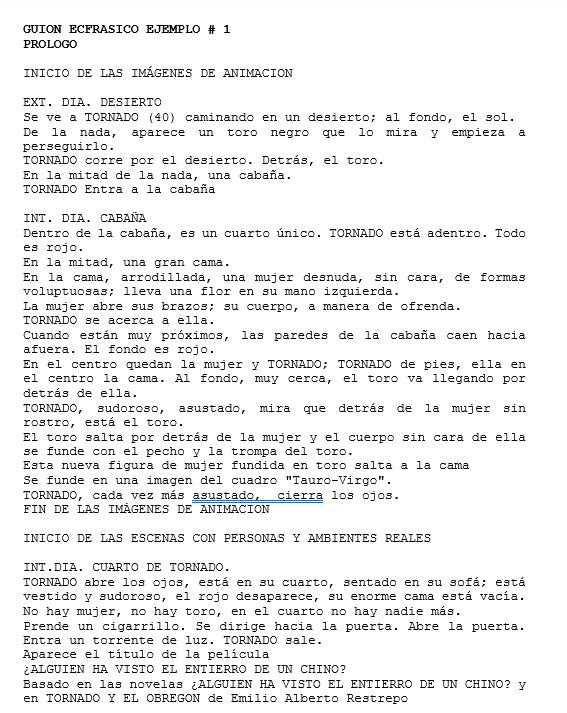 GUION ECFRASICO EJEMPLO # 1
PROLOGO
INICIO DE LAS IMÁGENES DE ANIMACION
EXT. DIA. DESIERTO
Se ve a TORNADO (40) caminando en un desierto; al fondo, el sol.
De la nada, aparece un toro negro que lo mira y empieza a
perseguirlo.
TORNADO corre por el desierto. Detrás, el toro.
En la mitad de la nada, una cabaña.
TORNADO Entra a la cabaña
INT. DIA. CABAÑA
Dentro de la cabaña, es un cuarto único. TORNADO está adentro. Todo
es rojo.
En la mitad, una gran cama.
En la cama, arrodillada, una mujer desnuda, sin cara, de formas
voluptuosas; lleva una flor en su mano izquierda.
La mujer abre sus brazos; su cuerpo, a manera de ofrenda.
TORNADO se acerca a ella.
Cuando están muy próximos, las paredes de la cabaña caen hacia
afuera. El fondo es rojo.
En el centro quedan la mujer y TORNADO; TORNADO de pies, ella en
el centro la cama. Al fondo, muy cerca, el toro va llegando por
detrás de ella.
TORNADO, sudoroso, asustado, mira que detrás de la mujer sin
rostro, está el toro.
El toro salta por detrás de la mujer y el cuerpo sin cara de ella
se funde con el pecho y la trompa del toro.
Esta nueva figura de mujer fundida en toro salta a la cama
Se funde en una imagen del cuadro "Tauro-Virgo".
TORNADO, cada vez más asustado, cierra los ojos.
FIN DE LAS IMÁGENES DE ANIMACION
INICIO DE LAS ESCENAS CON PERSONAS Y AMBIENTES REALES
INT.DIA. CUARTO DE TORNADO.
TORNADO abre los ojos, está en su cuarto, sentado en su sofá; está
vestido y sudoroso, el rojo desaparece, su enorme cama está vacía.
No hay mujer, no hay toro, en el cuarto no hay nadie más.
Prende un cigarrillo. Se dirige hacia la puerta. Abre la puerta.
Entra un torrente de luz. TORNADO sale.
Aparece el título de la película
¿ALGUIEN HA VISTO EL ENTIERRO DE UN CHINO?
Basado en las novelas ¿ALGUIEN HA VISTO EL ENTIERRO DE UN CHINO? y
en TORNADO Y EL OBREGON de Emilio Alberto Restrepo